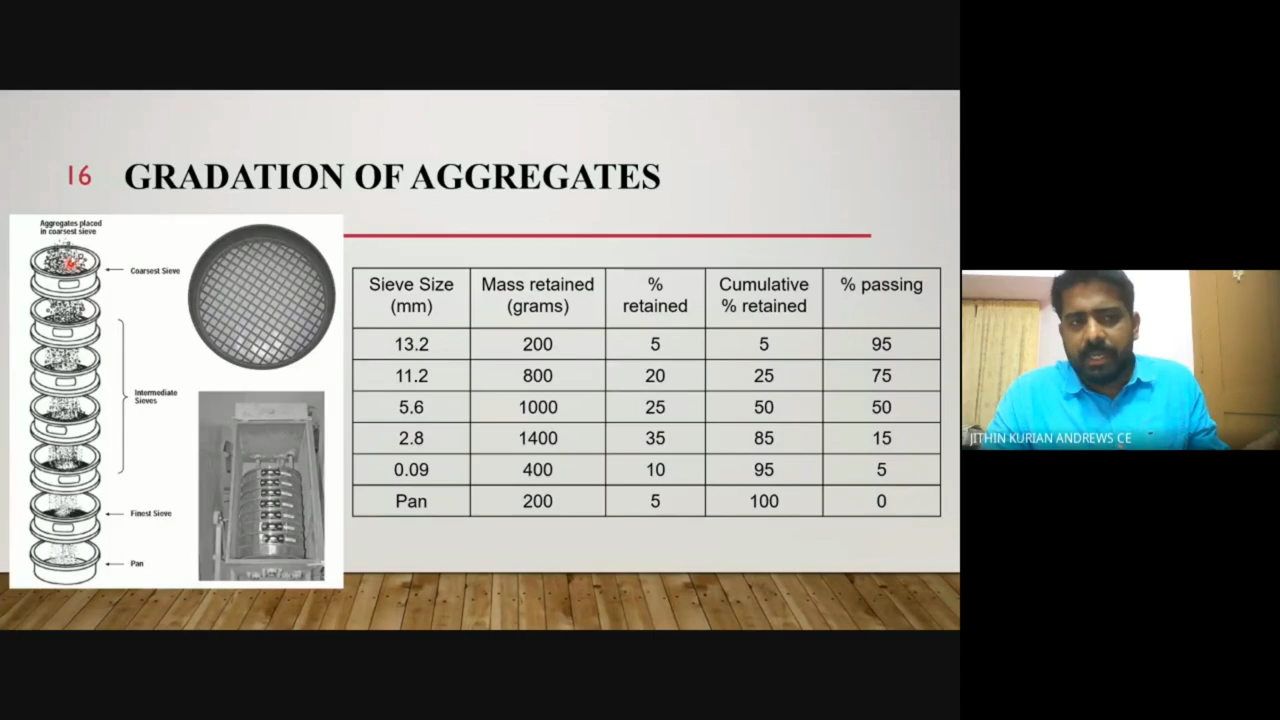 16 GRADATION OF AGGREGATES
Aggregates placed
in coarsest sieve
Coarsest Sieve
Intermediate
Sieves
Finest Sieve
Pan
Sieve Size (mm) Mass retained (grams) % retained Cumulative % retained % passing
13.2 200 5 5 95
11.2 800 20 25 75
5.6 1000 25 50 50
2.8 1400 35 85 15
0.09 400 10 95 5
Pan 200 5 100 0
JITHIN KURIAN ANDREWS CE